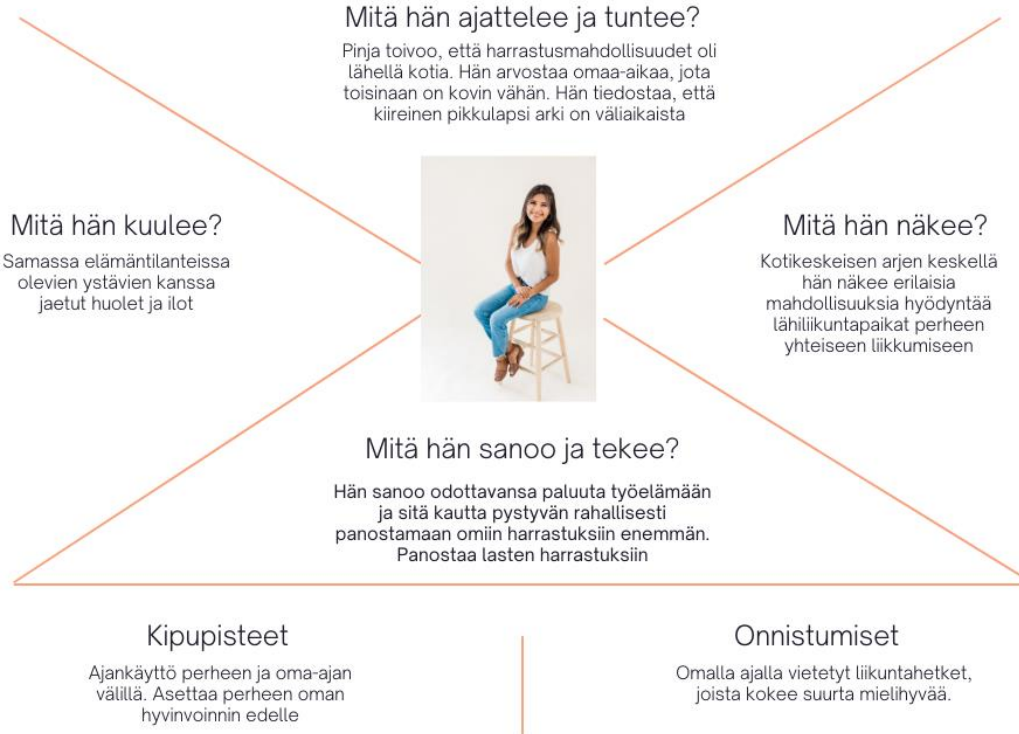 Mitä hän ajattelee ja tuntee?
Pinja toivoo, että harrastusmahdollisuudet oli
lähellä kotia. Hän arvostaa omaa-aikaa, jota
toisinaan on kovin vähän. Hän tiedostaa, että
kiireinen pikkulapsi arki on väliaikaista
Mitä hän kuulee?
Samassa elämäntilanteissa
olevien ystävien kanssa
jaetut huolet ja ilot
Mitä hän näkee?
Kotikeskeisen arjen keskellä
hän näkee erilaisia
mahdollisuuksia hyödyntää
lähiliikuntapaikat perheen
yhteiseen liikkumiseen
Mitä hän sanoo ja tekee?
Hän sanoo odottavansa paluuta työelämään
ja sitä kautta pystyvän rahallisesti
panostamaan omiin harrastuksiin enemmän.
Panostaa lasten harrastuksiin
Kipupisteet
Ajankäyttö perheen ja oma-ajan
välillä. Asettaa perheen oman
hyvinvoinnin edelle
Onnistumiset
Omalla ajalla vietetyt liikuntahetket,
joista kokee suurta mielihyvää.